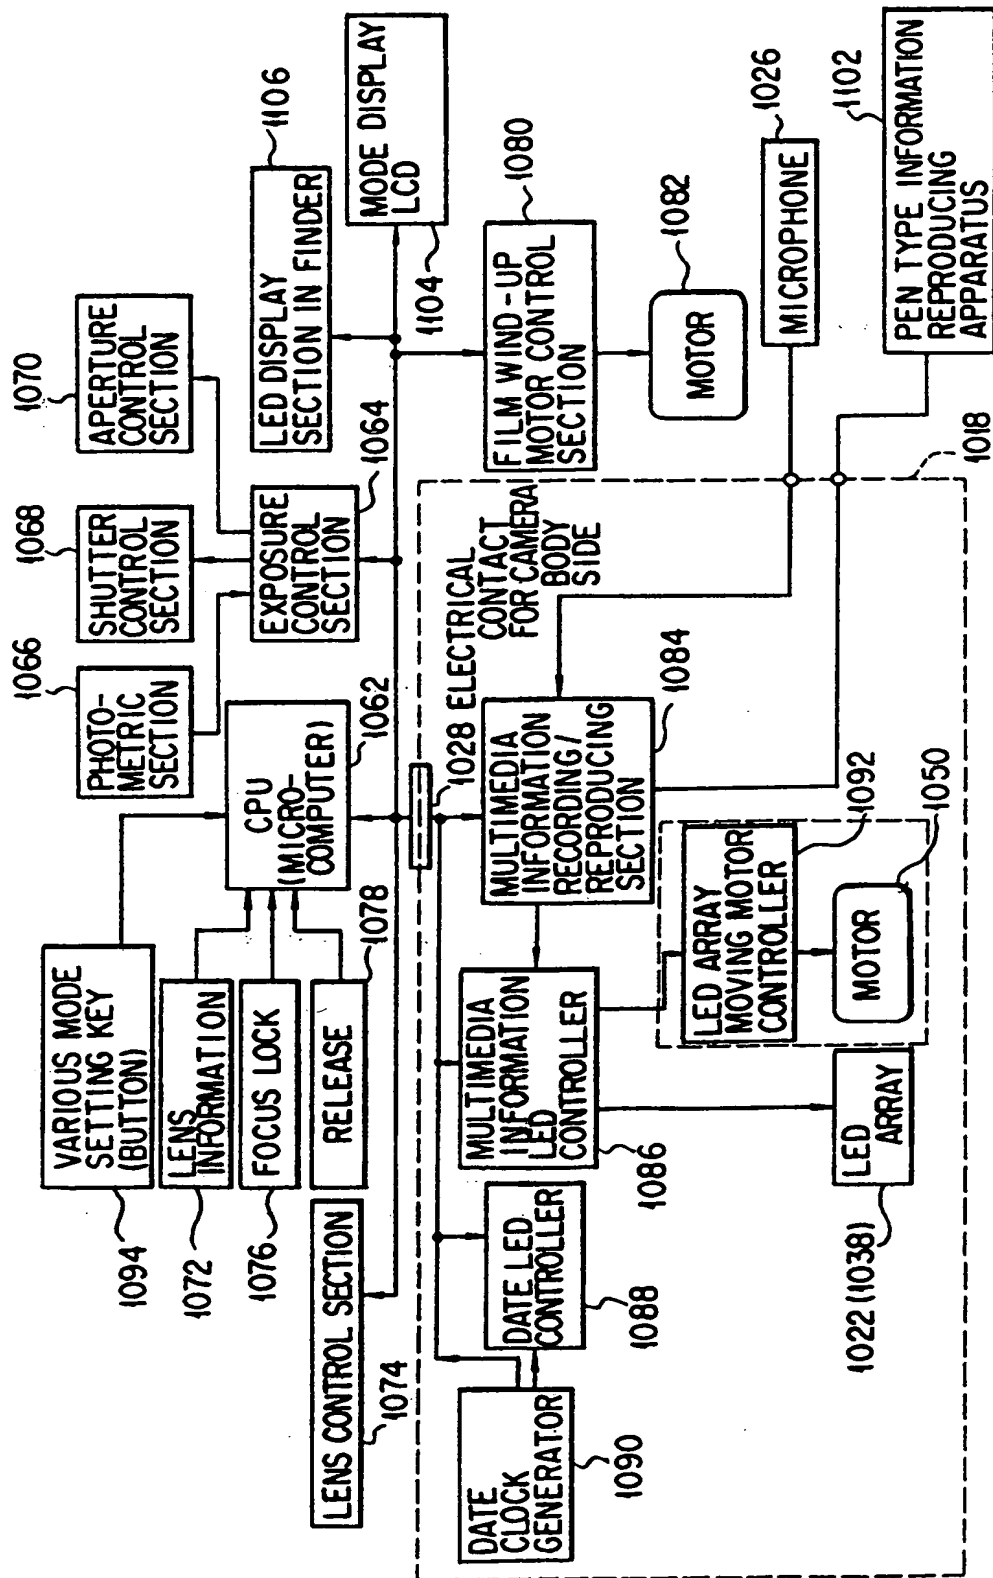 VARIOUS MODE
SETTING KEY
(BUTTON)
1094
LENS
INFORMATION
1072
FOCUS LOCK
1076
RELEASE
1078
LENS CONTROL SECTION
1074
PHOTO-
METRIC
SECTION
1066
SHUTTER
CONTROL
SECTION
1068
APERTURE
CONTROL
SECTION
1070
CPU
(MICRO-
COMPUTER)
1062
EXPOSURE
CONTROL
SECTION
1064
LED DISPLAY
SECTION IN FINDER
1106
MODE DISPLAY
LCD
1104
FILM WIND-UP
MOTOR CONTROL
SECTION
1080
MOTOR
1082
MICROPHONE
1026
PEN TYPE INFORMATION
REPRODUCING
APPARATUS
1102
1018
1028 ELECTRICAL
CONTACT
FOR CAMERA
BODY
SIDE
MULTIMEDIA
INFORMATION
RECORDING/
REPRODUCING
SECTION
1084
MULTIMEDIA
INFORMATION
LED
CONTROLLER
1086
DATE LED
CONTROLLER
1088
DATE
CLOCK
GENERATOR
1090
LED ARRAY
MOVING MOTOR
CONTROLLER
1092
MOTOR
1050
LED
ARRAY
1022 (1038)